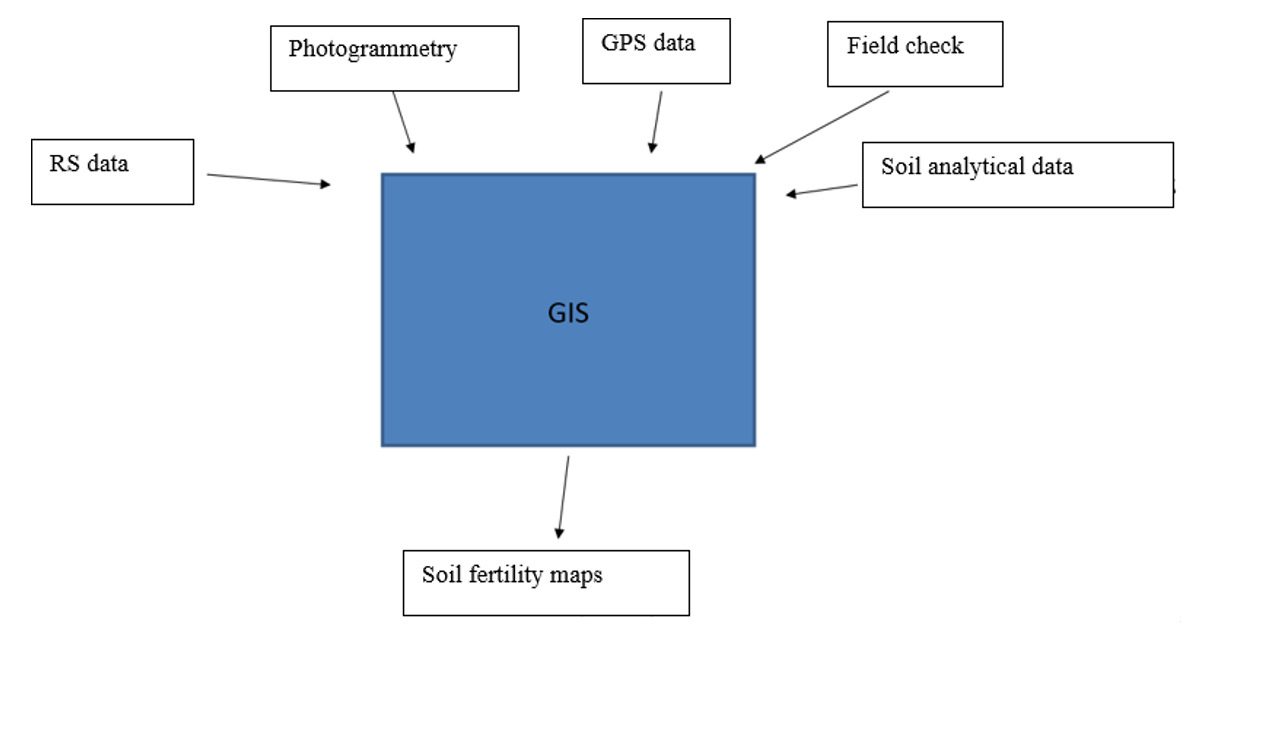 Photogrammetry
GPS data
Field check
RS data
Soil analytical data
GIS
Soil fertility maps